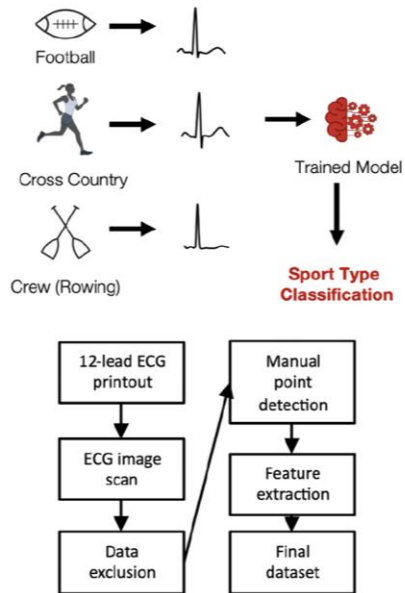 Football
Cross Country
Trained Model
Crew (Rowing)
Sport Type
Classification
12-lead ECG
printout
ECG image
scan
Data
exclusion
Manual
point
detection
Feature
extraction
Final
dataset